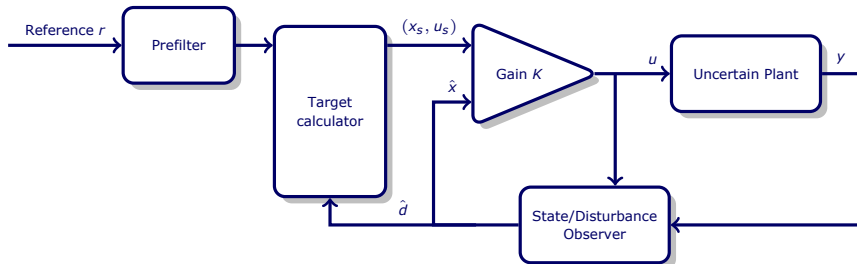 Reference r
Prefilter
Target
calculator
(xₛ, uₛ)
x̂
Gain K
u
Uncertain Plant
y
d̂
State/Disturbance
Observer